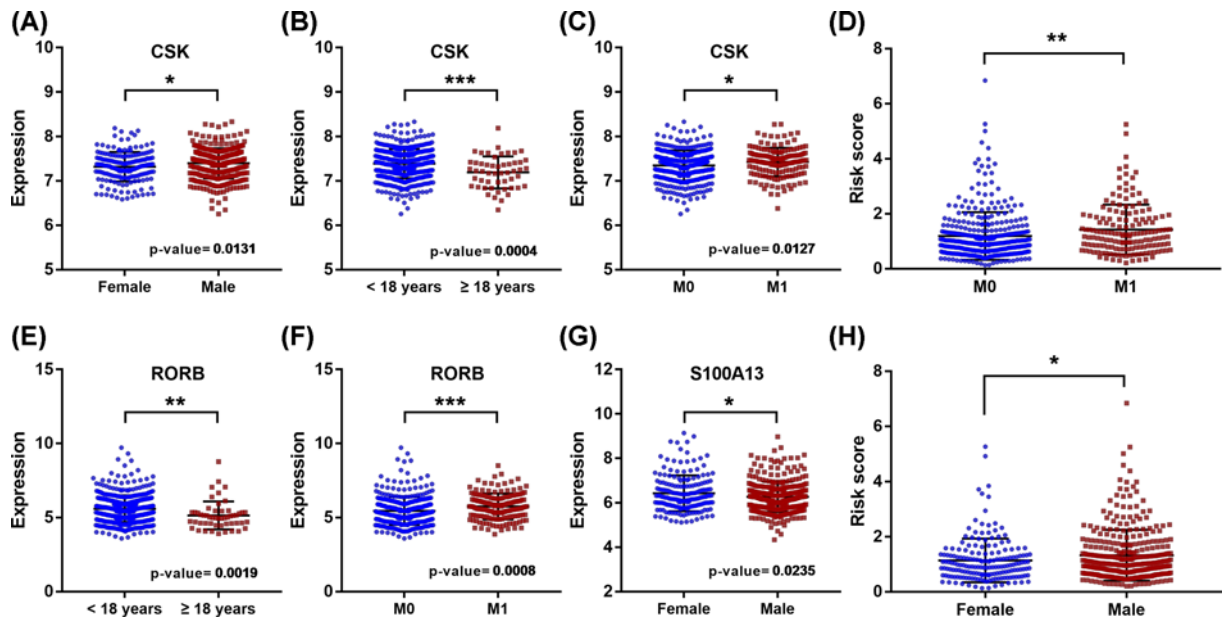 (A)
CSK
*
Expression
10
9
8
7
6
5
p-value= 0.0131
Female Male
(B)
CSK
***
Expression
10
9
8
7
6
5
p-value= 0.0004
< 18 years ≥ 18 years
(C)
CSK
*
Expression
10
9
8
7
6
5
p-value= 0.0127
M0 M1
(D)
**
Risk score
8
6
4
2
0
M0 M1
(E)
RORB
**
Expression
15
10
5
0
p-value= 0.0019
< 18 years ≥ 18 years
(F)
RORB
***
Expression
15
10
5
0
p-value= 0.0008
M0 M1
(G)
S100A13
*
Expression
12
10
8
6
4
2
p-value= 0.0235
Female Male
(H)
*
Risk score
8
6
4
2
0
Female Male